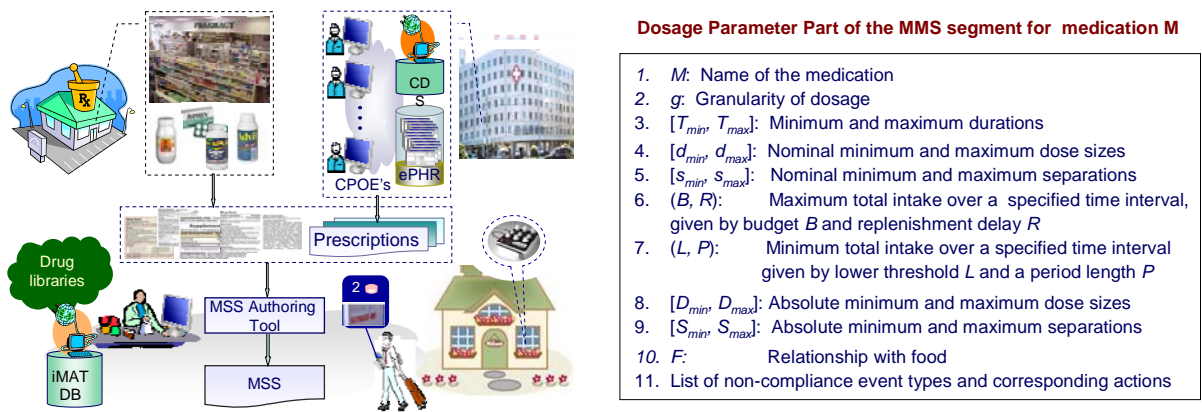 PHARMACY
Rx
CD
S
ePHR
CPOE's
Prescriptions
Drug
libraries
2
MSS Authoring
Tool
iMAT
DB
MSS
Dosage Parameter Part of the MMS segment for medication M
1. M: Name of the medication
2. g: Granularity of dosage
3. [Tmin, Tmax]: Minimum and maximum durations
4. [dmin, dmax]: Nominal minimum and maximum dose sizes
5. [smin, smax]: Nominal minimum and maximum separations
6. (B, R): Maximum total intake over a specified time interval,
given by budget B and replenishment delay R
7. (L, P): Minimum total intake over a specified time interval
given by lower threshold L and a period length P
8. [Dmin, Dmax]: Absolute minimum and maximum dose sizes
9. [Smin, Smax]: Absolute minimum and maximum separations
10. F: Relationship with food
11. List of non-compliance event types and corresponding actions